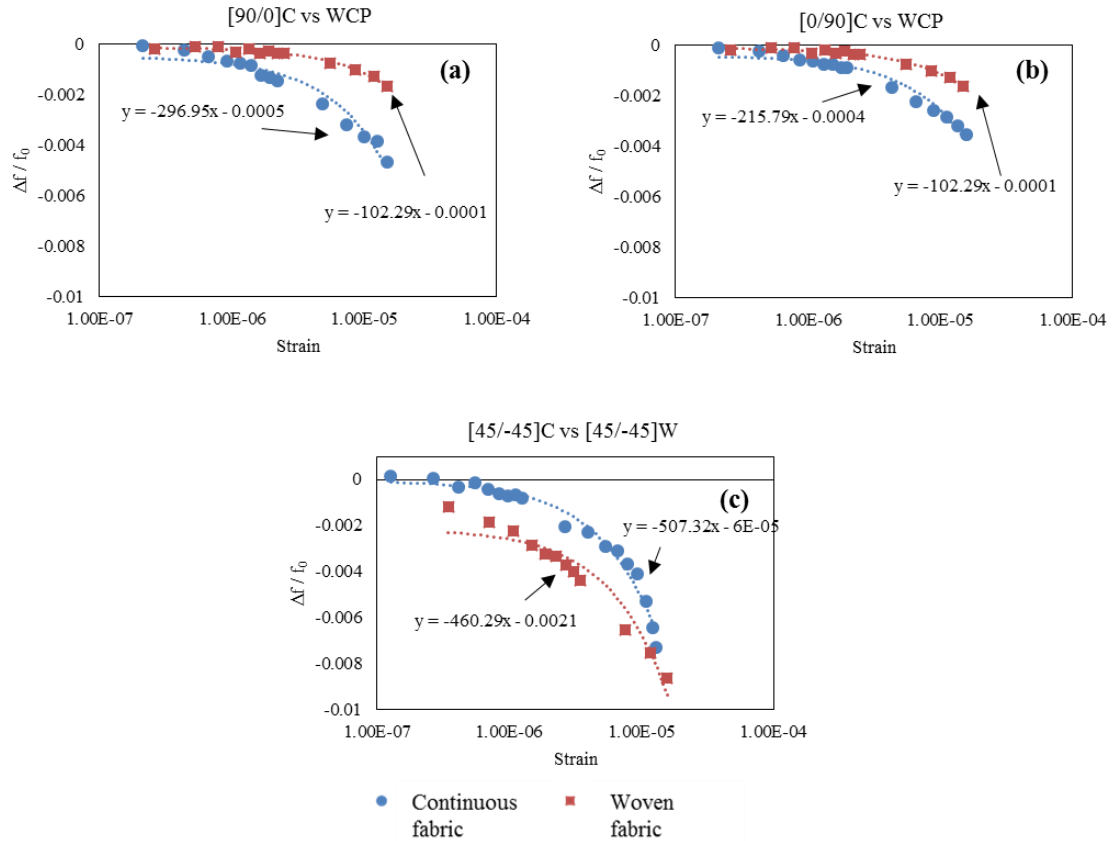 [90/0]C vs WCP
0
-0.002
-0.004
-0.006
-0.008
-0.01
Δf / f₀
(a)
y = -296.95x - 0.0005
y = -102.29x - 0.0001
1.00E-07
1.00E-06
1.00E-05
1.00E-04
Strain
[0/90]C vs WCP
0
-0.002
-0.004
-0.006
-0.008
-0.01
Δf / f₀
(b)
y = -215.79x - 0.0004
y = -102.29x - 0.0001
1.00E-07
1.00E-06
1.00E-05
1.00E-04
Strain
[45/-45]C vs [45/-45]W
0
-0.002
-0.004
-0.006
-0.008
-0.01
Δf / f₀
(c)
y = -507.32x - 6E-05
y = -460.29x - 0.0021
1.00E-07
1.00E-06
1.00E-05
1.00E-04
Strain
Continuous
fabric
Woven
fabric